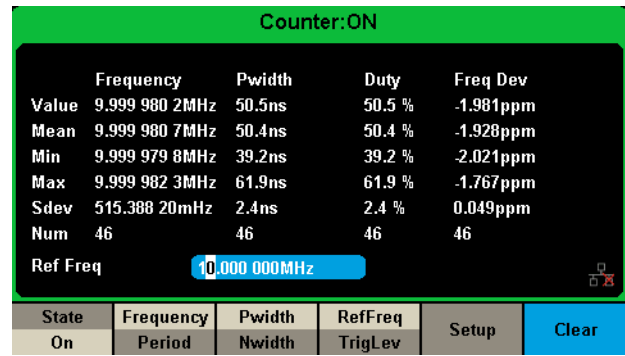 Counter:ON
Frequency Pwidth Duty Freq Dev
Value 9.999 980 2MHz 50.5ns 50.5 % -1.981ppm
Mean 9.999 980 7MHz 50.4ns 50.4 % -1.928ppm
Min 9.999 979 8MHz 39.2ns 39.2 % -2.021ppm
Max 9.999 982 3MHz 61.9ns 61.9 % -1.767ppm
Sdev 515.388 20mHz 2.4ns 2.4 % 0.049ppm
Num 46 46 46 46
Ref Freq 10.000 000MHz
State Frequency Pwidth RefFreq Setup Clear
On Period Nwidth TrigLev